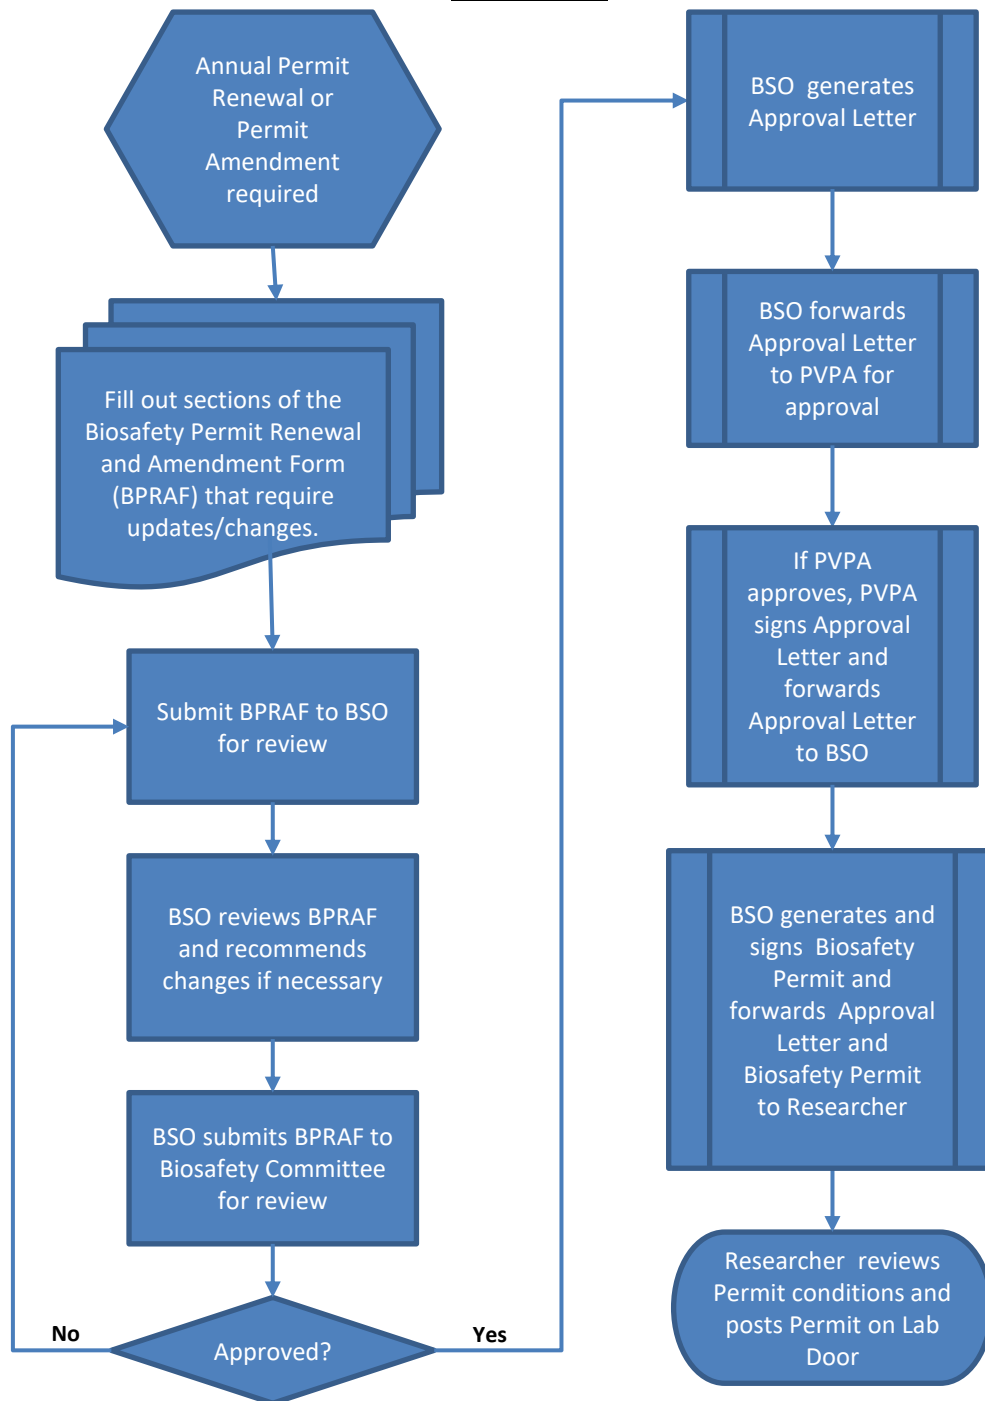 Annual Permit
Renewal or
Permit
Amendment
required
Fill out sections of the
Biosafety Permit Renewal
and Amendment Form
(BPRAF) that require
updates/changes.
Submit BPRAF to BSO
for review
BSO reviews BPRAF
and recommends
changes if necessary
BSO submits BPRAF to
Biosafety Committee
for review
No
Approved?
Yes
BSO generates
Approval Letter
BSO forwards
Approval Letter
to PVPA for
approval
If PVPA
approves, PVPA
signs Approval
Letter and
forwards
Approval Letter
to BSO
BSO generates and
signs Biosafety
Permit and
forwards Approval
Letter and
Biosafety Permit
to Researcher
Researcher reviews
Permit conditions and
posts Permit on Lab
Door